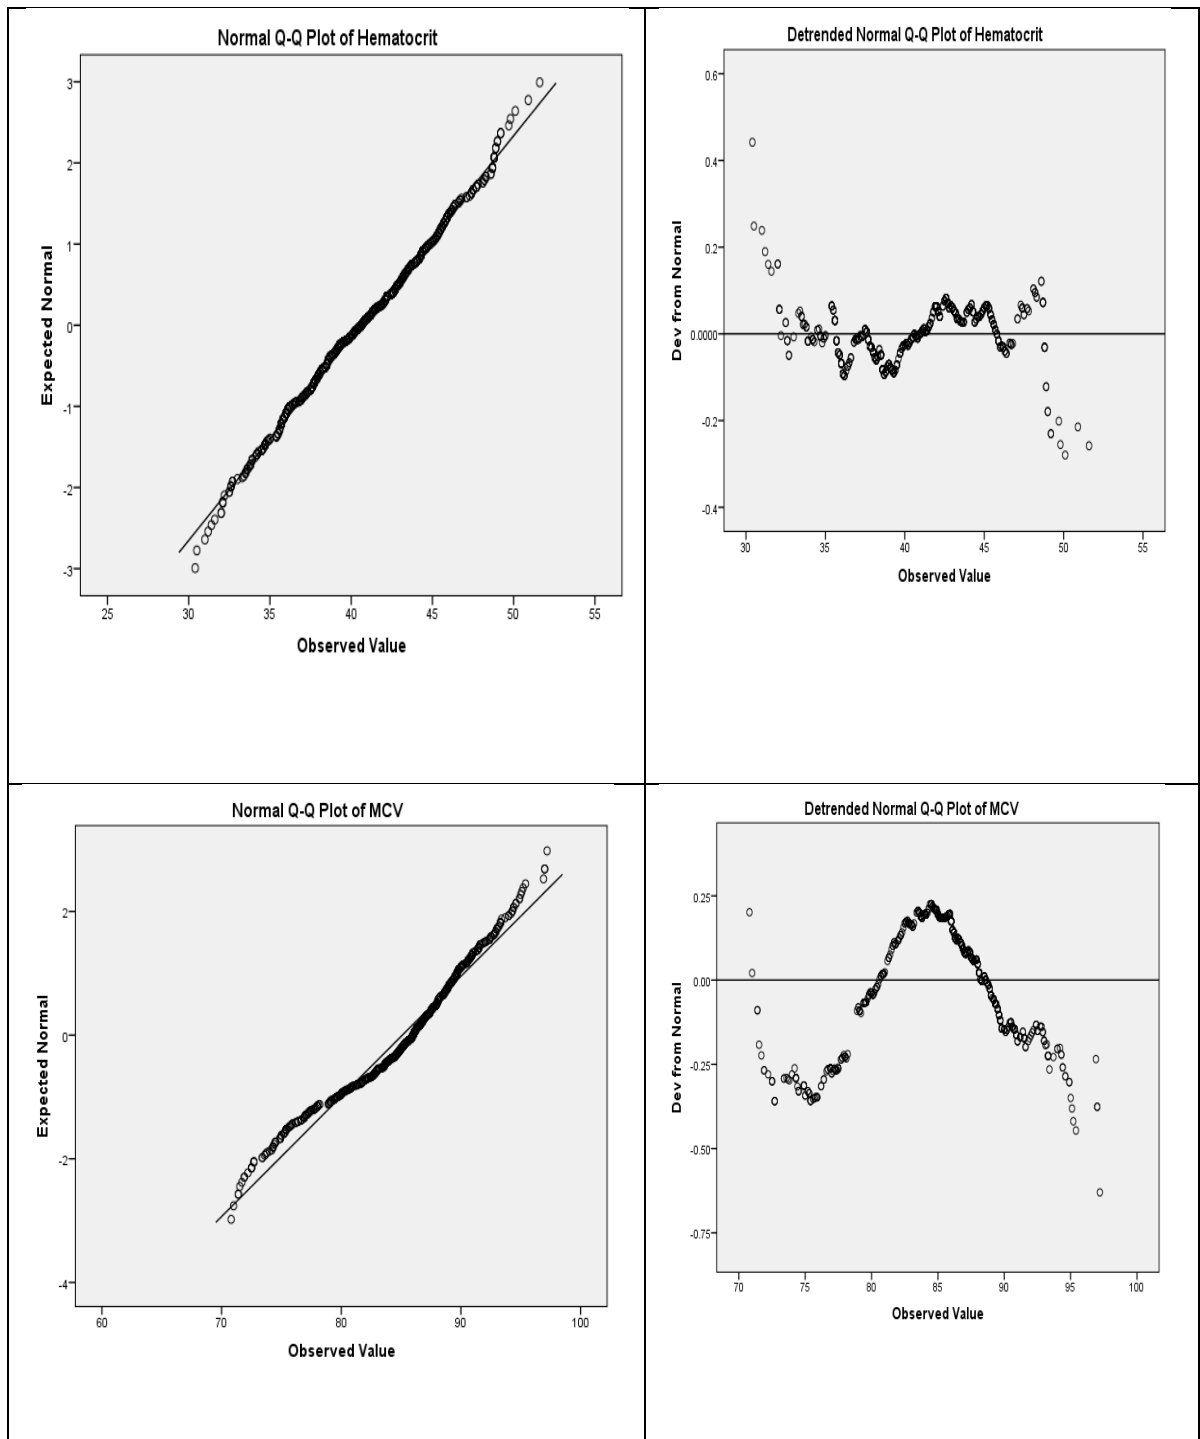 Normal Q-Q Plot of Hematocrit
3
2
1
0
-1
-2
-3
Expected Normal
25 30 35 40 45 50 55
Observed Value
Detrended Normal Q-Q Plot of Hematocrit
0.6
0.4
0.2
0.0000
-0.2
-0.4
Dev from Normal
30 35 40 45 50 55
Observed Value
Normal Q-Q Plot of MCV
2
0
-2
-4
Expected Normal
60 70 80 90 100
Observed Value
Detrended Normal Q-Q Plot of MCV
0.25
0.00
-0.25
-0.50
-0.75
Dev from Normal
70 75 80 85 90 95 100
Observed Value